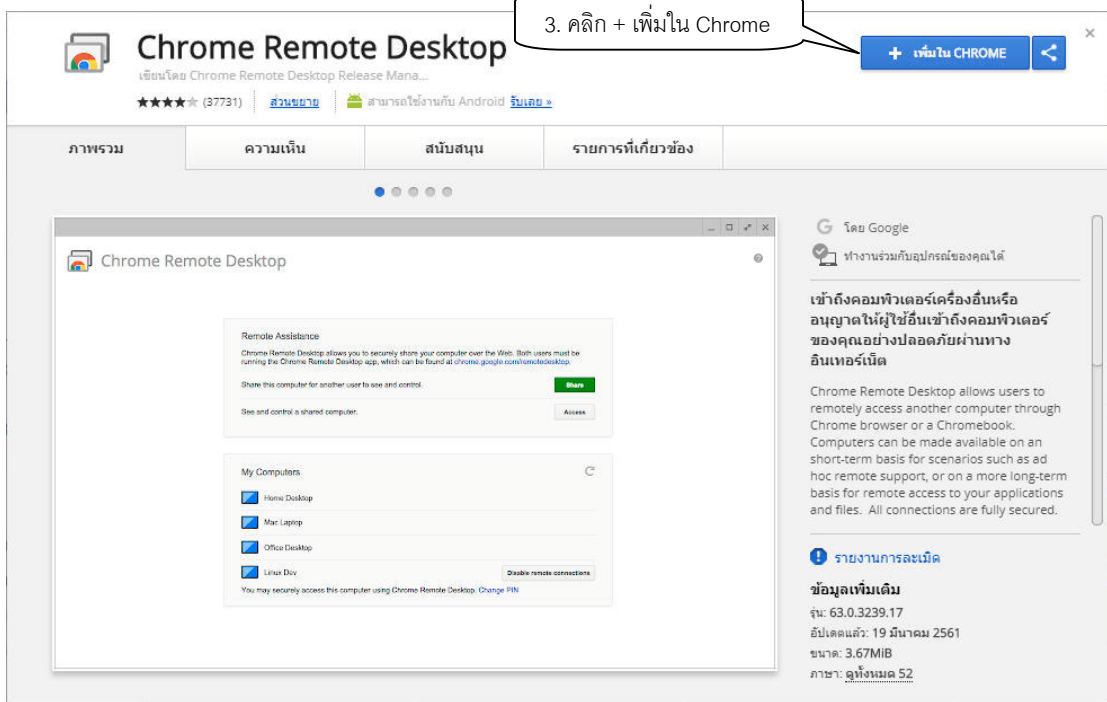 3. คลิก + เพิ่มใน Chrome
Chrome Remote Desktop
เขียนโดย Chrome Remote Desktop Release Mana...
(37731) ส่วนขยาย สามารถใช้งานกับ Android รับเลย »
+ เพิ่มใน CHROME
ภาพรวม ความเห็น สนับสนุน รายการที่เกี่ยวข้อง
Chrome Remote Desktop
Remote Assistance
Chrome Remote Desktop allows you to securely share your computer over the Web. Both users must be
running the Chrome Remote Desktop app, which can be found at chrome.google.com/remotedesktop.
Share this computer for another user to see and control. Share
See and control a shared computer. Access
My Computers
Home Desktop
Mac Laptop
Office Desktop
Linux Dev Disable remote connections
You may securely access this computer using Chrome Remote Desktop. Change PIN
โดย Google
ทำงานร่วมกับอุปกรณ์ของคุณได้
เข้าถึงคอมพิวเตอร์เครื่องอื่นหรือ
อนุญาตให้ผู้ใช้อื่นเข้าถึงคอมพิวเตอร์
ของคุณอย่างปลอดภัยผ่านทาง
อินเทอร์เน็ต
Chrome Remote Desktop allows users to
remotely access another computer through
Chrome browser or a Chromebook.
Computers can be made available on an
short-term basis for scenarios such as ad
hoc remote support, or on a more long-term
basis for remote access to your applications
and files. All connections are fully secured.
รายงานการละเมิด
ข้อมูลเพิ่มเติม
รุ่น: 63.0.3239.17
อัปเดตแล้ว: 19 มีนาคม 2561
ขนาด: 3.67MiB
ภาษา: ดูทั้งหมด 52